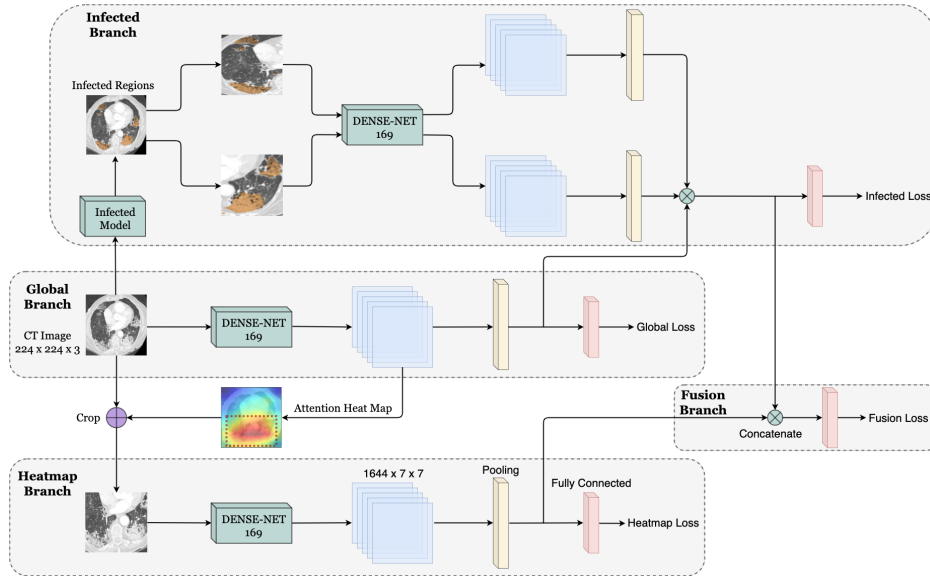 Infected
Branch
Infected Regions
DENSE-NET
169
Infected
Model
Infected Loss
Global
Branch
CT Image
224 x 224 x 3
DENSE-NET
169
Global Loss
Crop
Attention Heat Map
Fusion
Branch
Concatenate
Fusion Loss
Heatmap
Branch
DENSE-NET
169
1644 x 7 x 7
Pooling
Fully Connected
Heatmap Loss